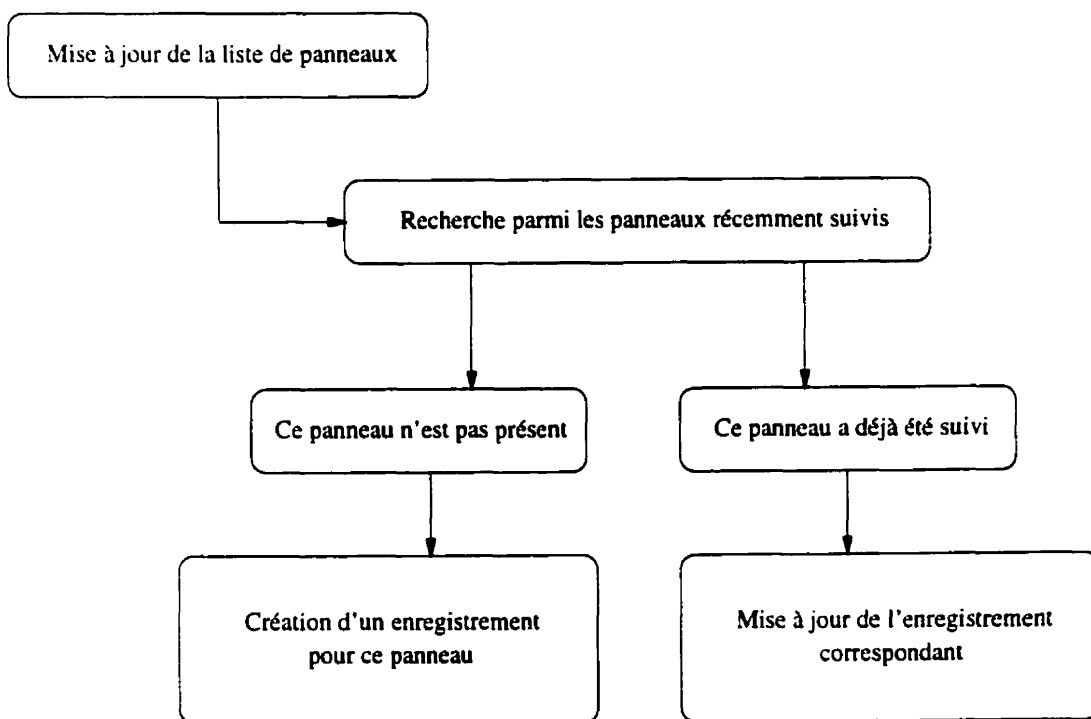 Mise à jour de la liste de panneaux
Recherche parmi les panneaux récemment suivis
Ce panneau n'est pas présent
Ce panneau a déjà été suivi
Création d'un enregistrement
pour ce panneau
Mise à jour de l'enregistrement
correspondant